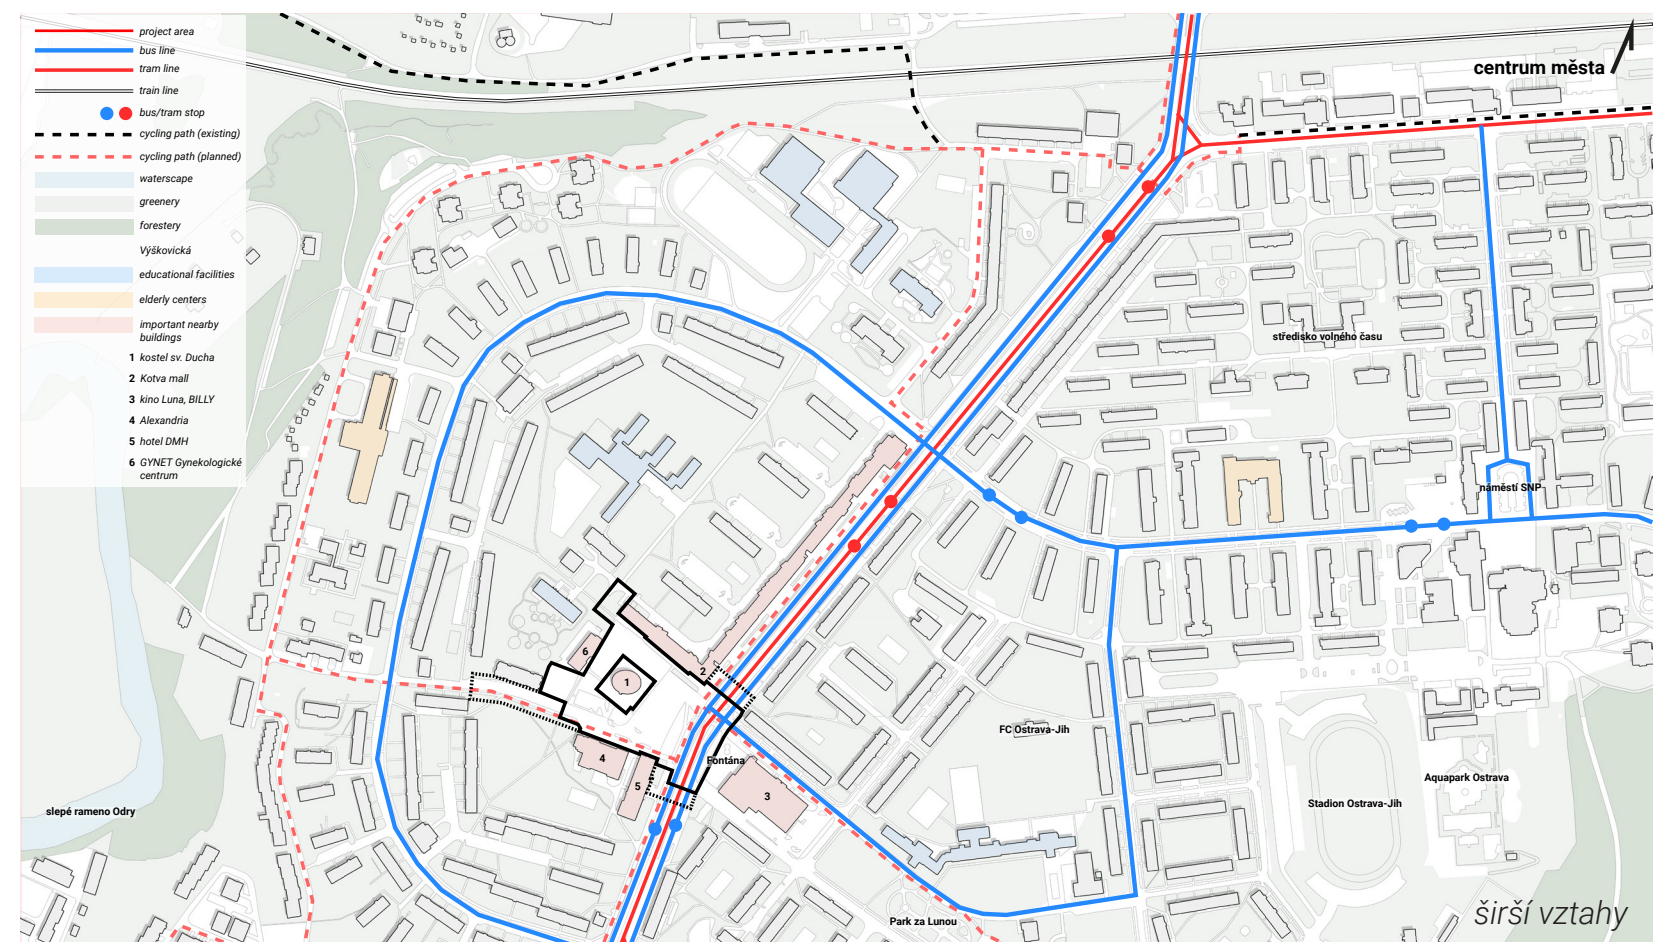 project area
bus line
tram line
train line
bus/tram stop
cycling path (existing)
cycling path (planned)
waterscape
greenery
forestery
Výškovická
educational facilities
elderly centers
important nearby
buildings
1 kostel sv. Ducha
2 Kotva mall
3 kino Luna, BILLY
4 Alexandria
5 hotel DMH
6 GYNET Gynekologické
centrum
centrum města
středisko volného času
náměstí SNP
6
1
2
4
5
3
Fontána
FC Ostrava-Jih
Stadion Ostrava-Jih
Aquapark Ostrava
slepé rameno Odry
Park za Lunou
širší vztahy